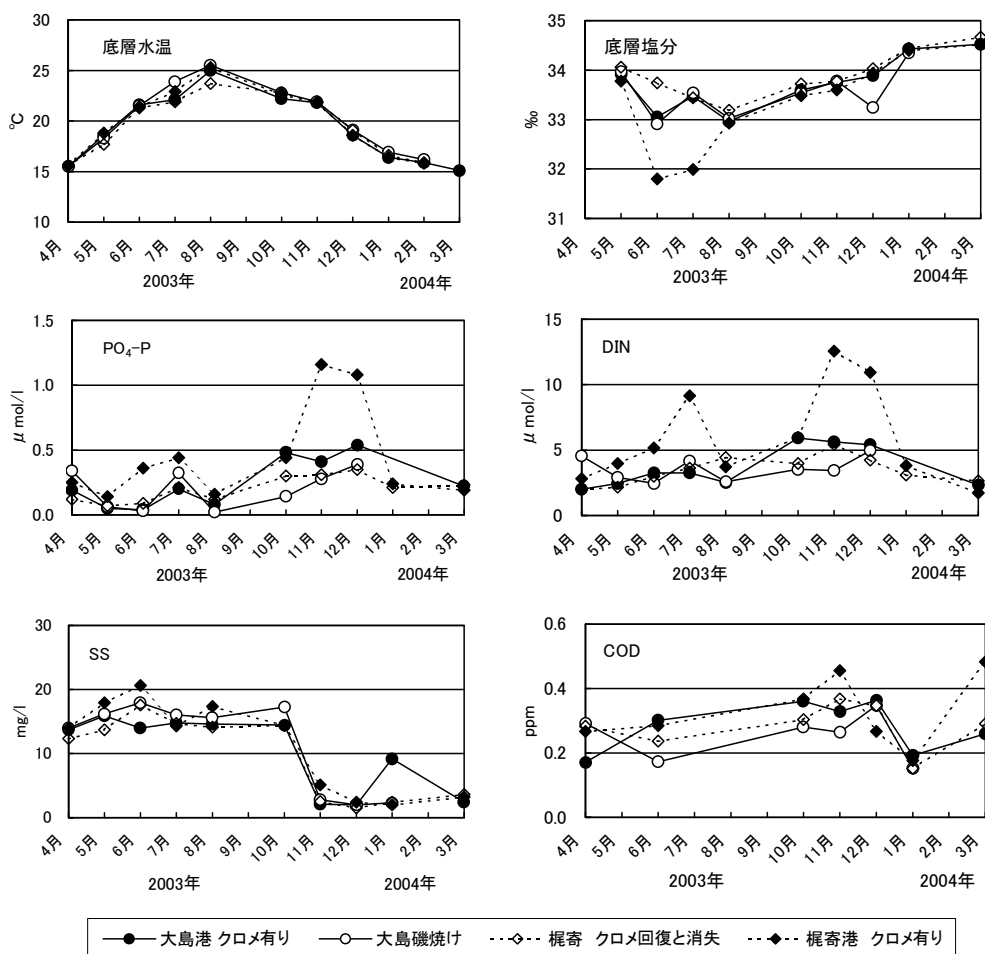 底層水温
℃
30
25
20
15
10
4月 5月 6月 7月 8月 9月 10月 11月 12月 1月 2月 3月
2003年 2004年
底層塩分
‰
35
34
33
32
31
4月 5月 6月 7月 8月 9月 10月 11月 12月 1月 2月 3月
2003年 2004年
PO₄-P
μ mol/l
1.5
1.0
0.5
0.0
4月 5月 6月 7月 8月 9月 10月 11月 12月 1月 2月 3月
2003年 2004年
DIN
μ mol/l
15
10
5
0
4月 5月 6月 7月 8月 9月 10月 11月 12月 1月 2月 3月
2003年 2004年
SS
mg/l
30
20
10
0
4月 5月 6月 7月 8月 9月 10月 11月 12月 1月 2月 3月
2003年 2004年
COD
ppm
0.6
0.4
0.2
0.0
4月 5月 6月 7月 8月 9月 10月 11月 12月 1月 2月 3月
2003年 2004年
大島港 クロメ有り 大島磯焼け 梶寄 クロメ回復と消失 梶寄港 クロメ有り